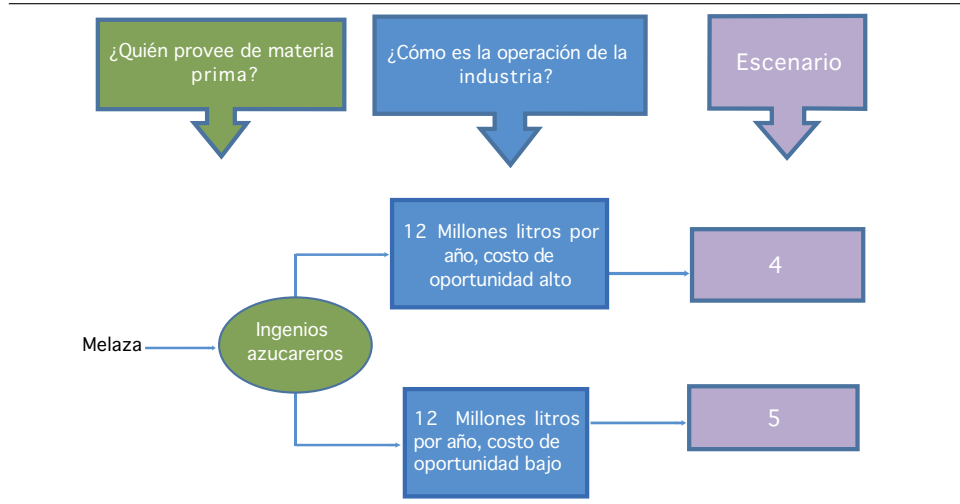 ¿Quién provee de materia
prima?
¿Cómo es la operación de la
industria?
Escenario
12 Millones litros por
año, costo de
oportunidad alto
4
Melaza
Ingenios
azucareros
12 Millones litros
por año, costo de
oportunidad bajo
5